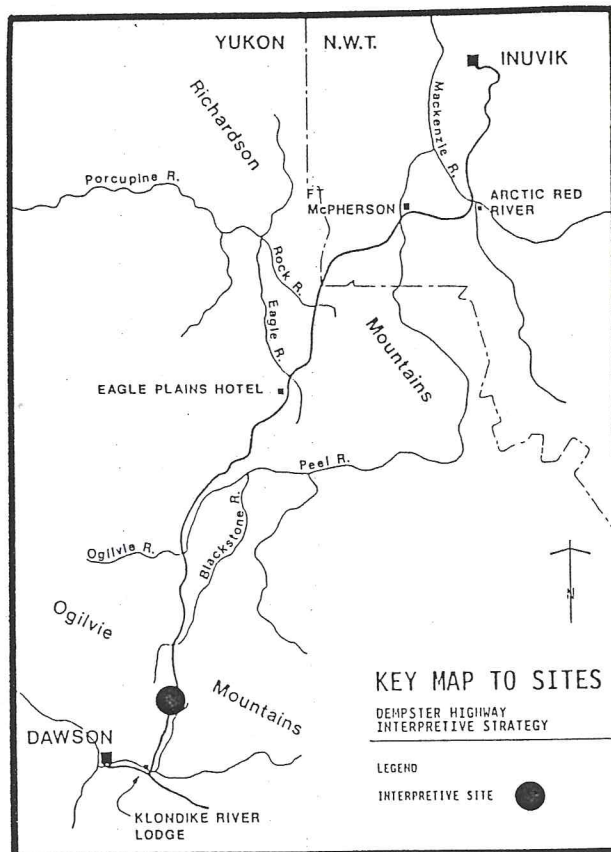 YUKON
N.W.T.
INUVIK
Richardson
Mackenzie R.
Porcupine R.
FT
McPHERSON
ARCTIC RED
RIVER
Rock R.
Eagle R.
Mountains
EAGLE PLAINS HOTEL
Peel R.
Blackstone R.
Ogilvie R.
N
Ogilvie
Mountains
KEY MAP TO SITES
DEMPSTER HIGHWAY
INTERPRETIVE STRATEGY
DAWSON
LEGEND
INTERPRETIVE SITE
KLONDIKE RIVER
LODGE